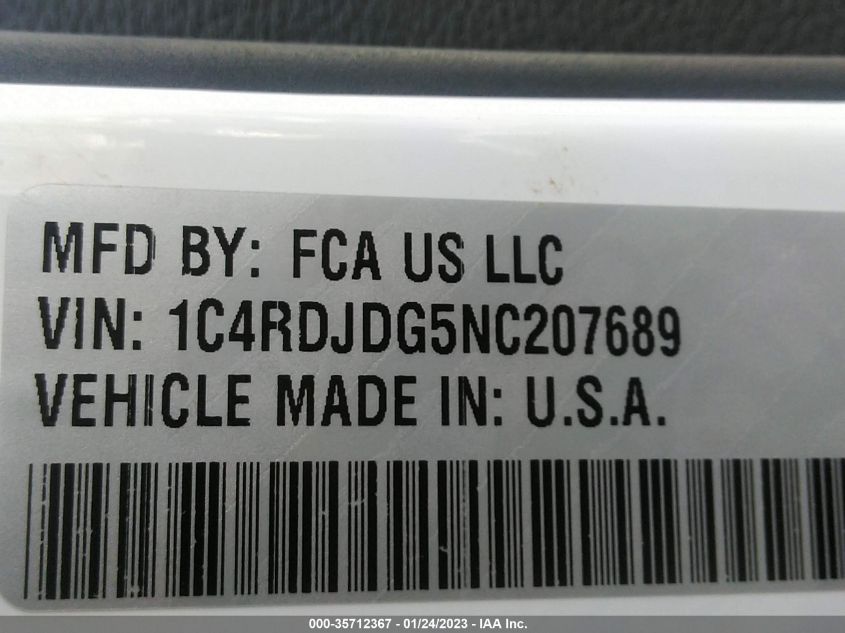 MFD BY: FCA US LLC
VIN: 1C4RDJDG5NC207689
VEHICLE MADE IN: U.S.A.
000-35712367 - 01/24/2023 - IAA Inc.